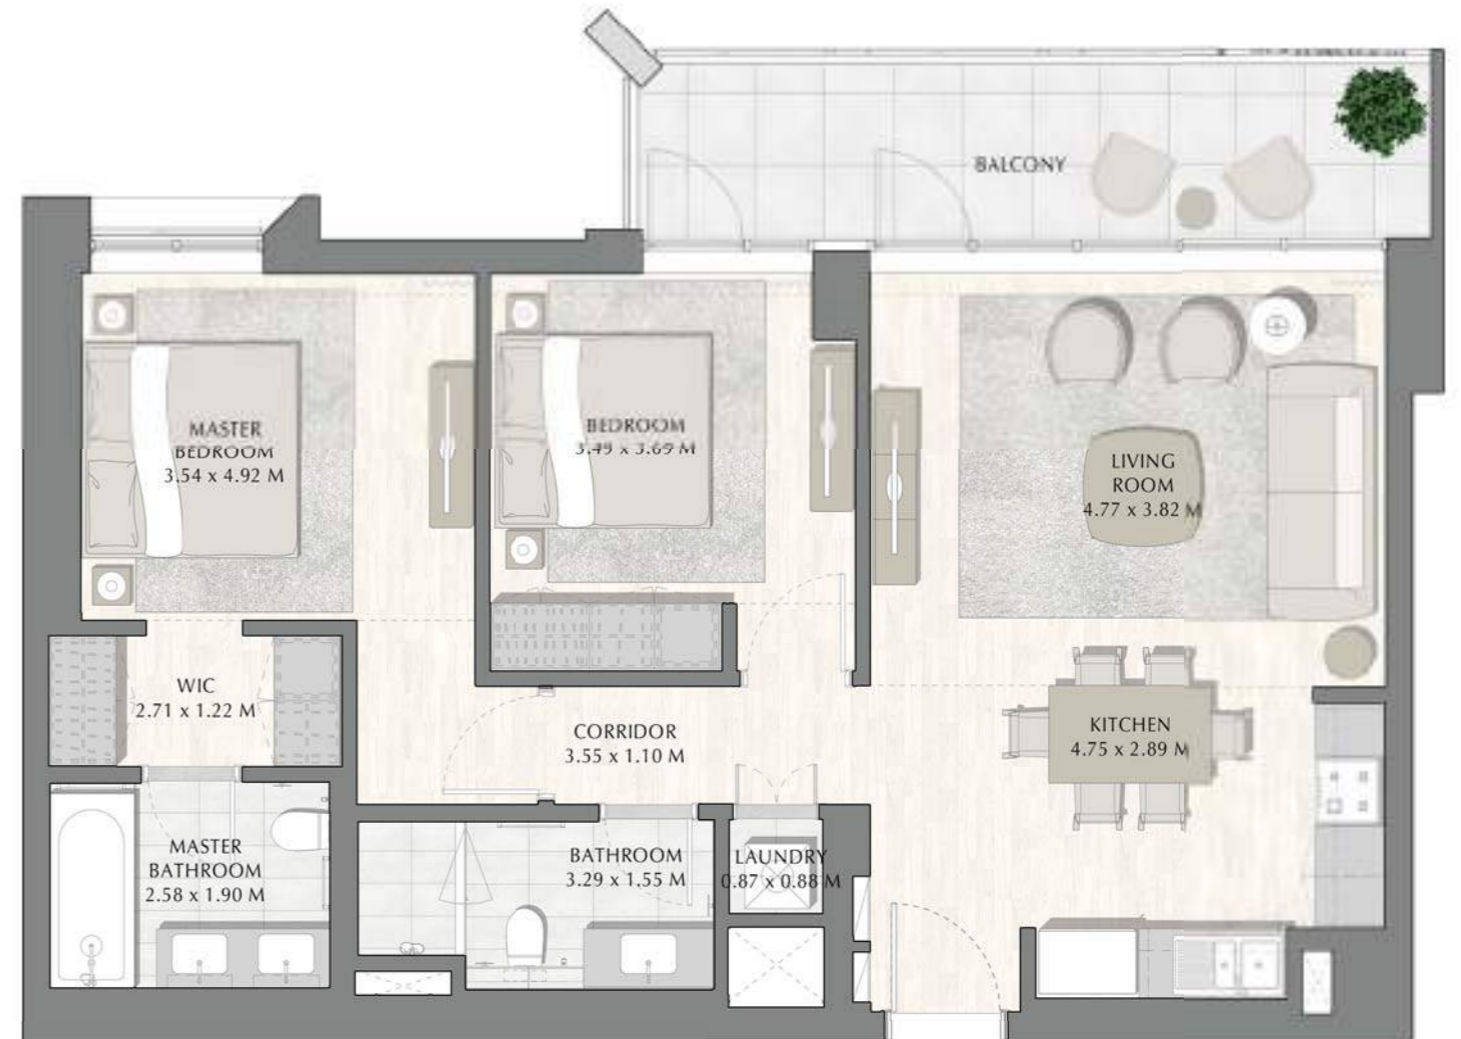 BALCONY
MASTER
BEDROOM
3.54 x 4.92 M
BEDROOM
3.49 x 3.69 M
LIVING
ROOM
4.77 x 3.82 M
WIC
2.71 x 1.22 M
CORRIDOR
3.55 x 1.10 M
KITCHEN
4.75 x 2.89 M
MASTER
BATHROOM
2.58 x 1.90 M
BATHROOM
3.29 x 1.55 M
LAUNDRY
0.87 x 0.88 M